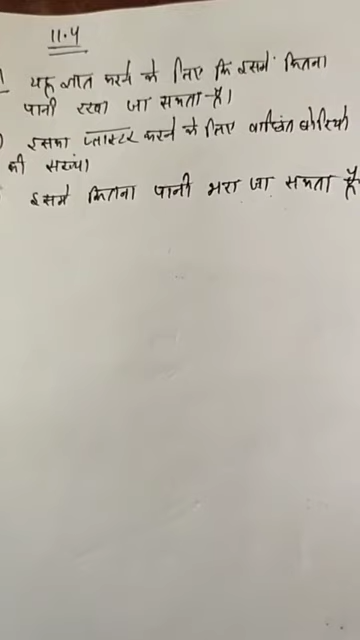 11.4
यह ज्ञात करने के लिए कि इसमें कितना
पानी रखा जा सकता है।
इसका प्लास्टर करने के लिए वांछित बोरियो
की संख्या
इसमे कितना पानी भरा जा सकता है